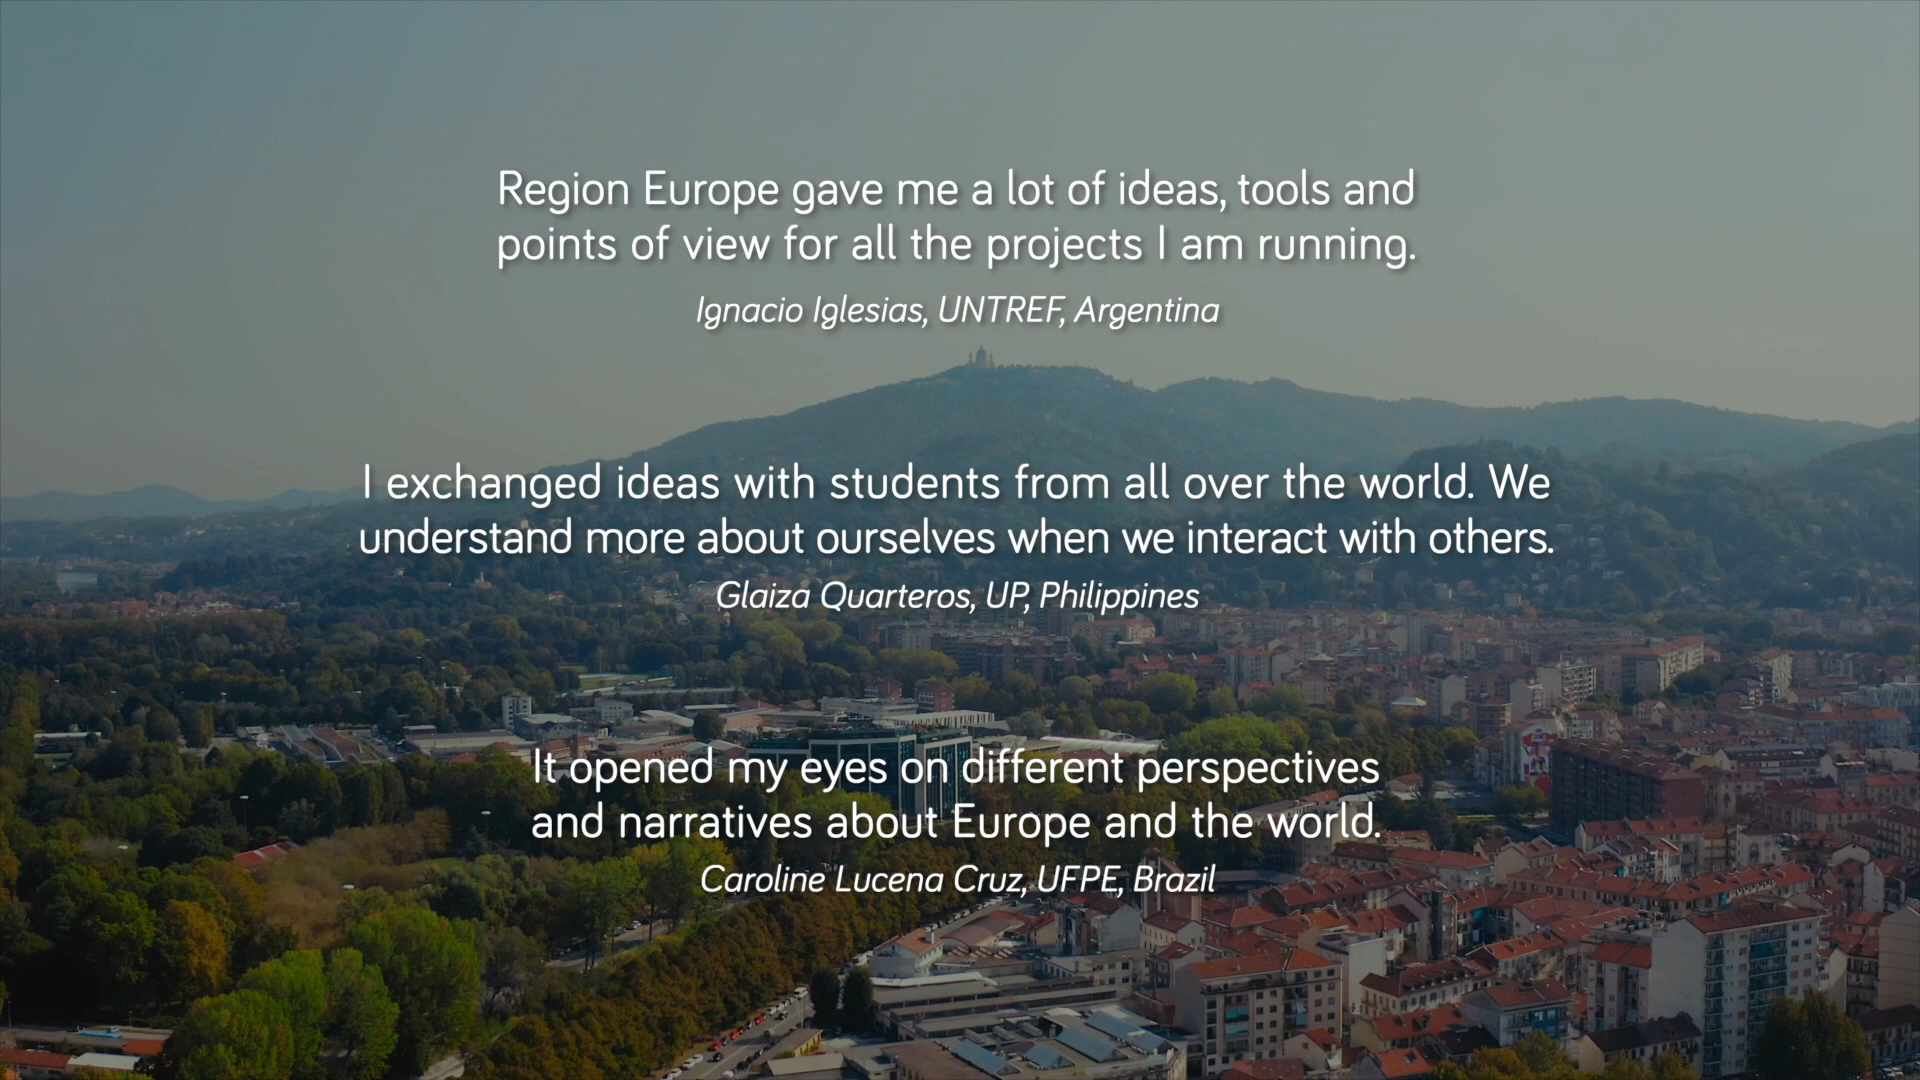 Region Europe gave me a lot of ideas, tools and
points of view for all the projects I am running.
Ignacio Iglesias, UNTREF, Argentina
I exchanged ideas with students from all over the world. We
understand more about ourselves when we interact with others.
Glaiza Quarteros, UP, Philippines
It opened my eyes on different perspectives
and narratives about Europe and the world.
Caroline Lucena Cruz, UFPE, Brazil